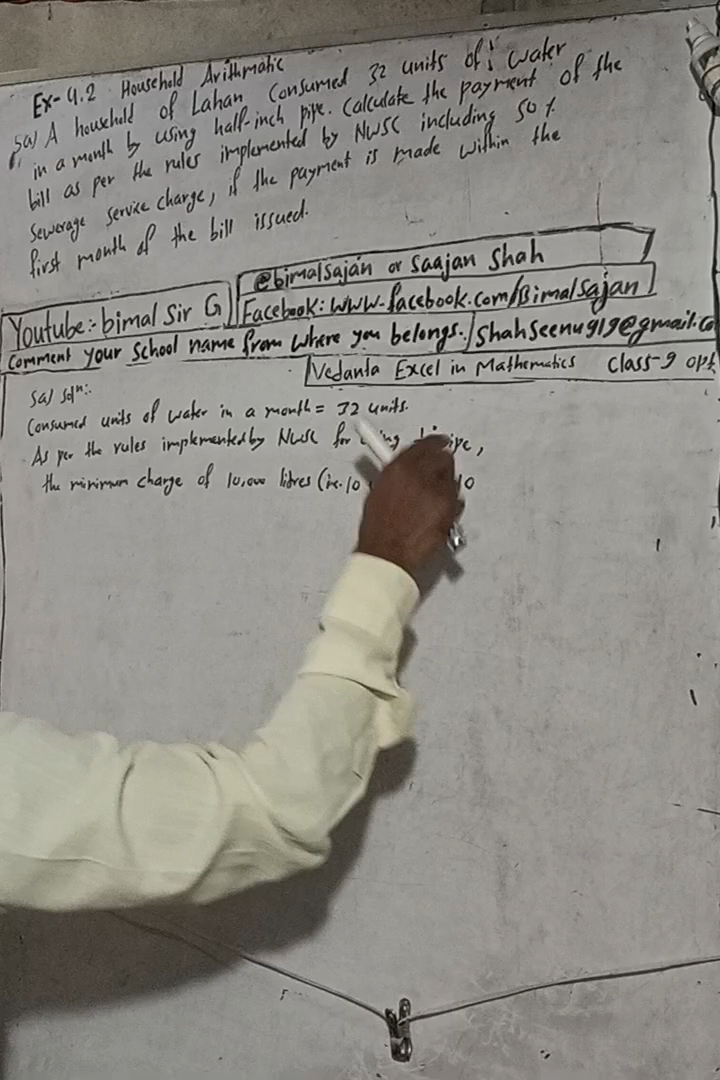 Ex- 4.2 Household Arithmatic
5a) A household of Lahan consumed 32 units of water
in a month by using half-inch pipe. Calculate the payment of the
bill as per the rules implemented by NWSC including 50%
Sewerage service charge, if the payment is made within the
first month of the bill issued.
@bimalsajan or Saajan Shah
Youtube:- bimal Sir G
Facebook: www.facebook.com/Bimalsajan
Comment your school name from where you belongs. / shahseenu919@gmail.co
Vedanta Excel in Mathematics Class-9 opt
5a) Solⁿ:-
Consumed units of water in a month = 32 units.
As per the rules implemented by NWSC for pipe,
the minimum charge of 10,000 litres (i.e. 10 10